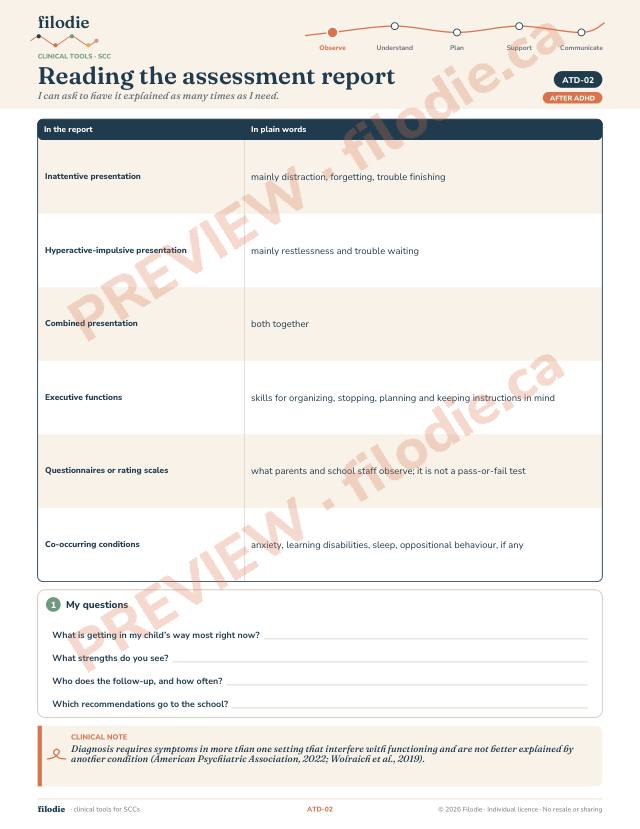 filodie
CLINICAL TOOLS · SCC
Observe Understand Plan Support Communicate
Reading the assessment report
I can ask to have it explained as many times as I need.
ATD-02
AFTER ADHD
In the report In plain words
Inattentive presentation mainly distraction, forgetting, trouble finishing
Hyperactive-impulsive presentation mainly restlessness and trouble waiting
Combined presentation both together
Executive functions skills for organizing, stopping, planning and keeping instructions in mind
Questionnaires or rating scales what parents and school staff observe; it is not a pass-or-fail test
Co-occurring conditions anxiety, learning disabilities, sleep, oppositional behaviour, if any
PREVIEW · filodie.ca
PREVIEW · filodie.ca
1 My questions
What is getting in my child's way most right now?
What strengths do you see?
Who does the follow-up, and how often?
Which recommendations go to the school?
CLINICAL NOTE
Diagnosis requires symptoms in more than one setting that interfere with functioning and are not better explained by
another condition (American Psychiatric Association, 2022; Wolraich et al., 2019).
filodie · clinical tools for SCCs ATD-02 © 2026 Filodie · Individual licence · No resale or sharing